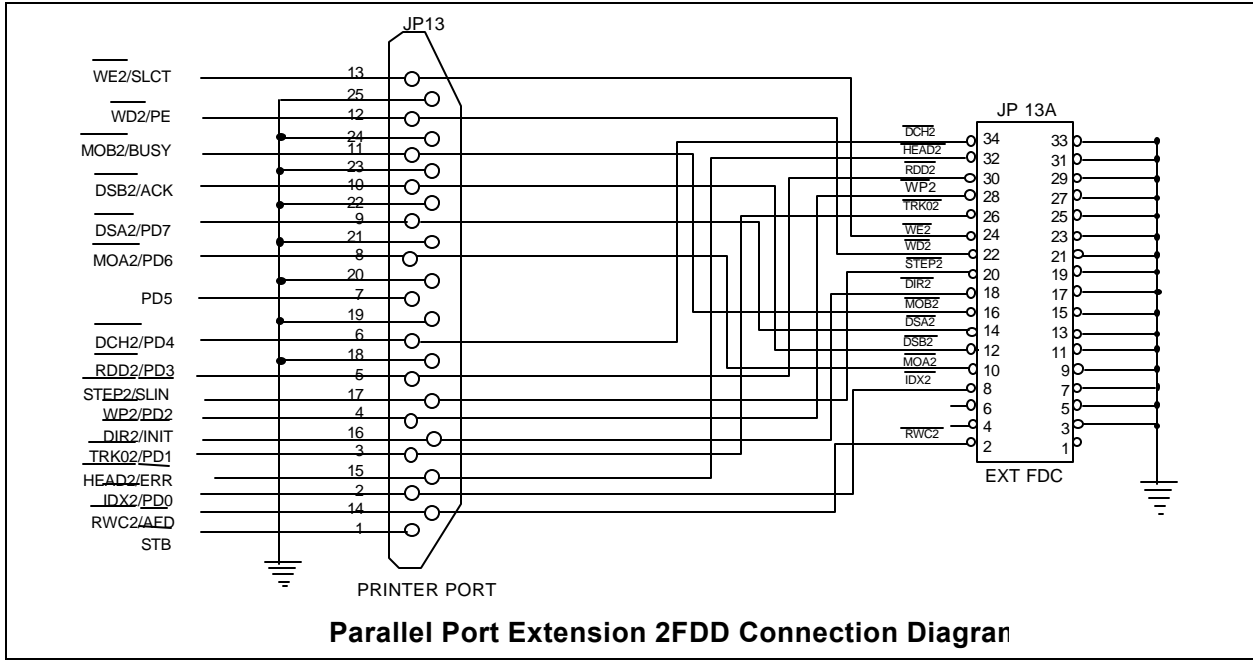 JP13
WE2/SLCT 13
25
WD2/PE 12
24
MOB2/BUSY 11
23
DSB2/ACK 10
22
DSA2/PD7 9
21
MOA2/PD6 8
20
PD5 7
19
DCH2/PD4 6
18
RDD2/PD3 5
STEP2/SLIN 17
WP2/PD2 4
DIR2/INIT 16
TRK02/PD1 3
HEAD2/ERR 15
IDX2/PD0 2
RWC2/AFD 14
STB 1
PRINTER PORT
JP 13A
DCH2 34 33
HEAD2 32 31
RDD2 30 29
WP2 28 27
TRK02 26 25
WE2 24 23
WD2 22 21
STEP2 20 19
DIR2 18 17
MOB2 16 15
DSA2 14 13
DSB2 12 11
MOA2 10 9
IDX2 8 7
6 5
4 3
RWC2 2 1
EXT FDC
Parallel Port Extension 2FDD Connection Diagran